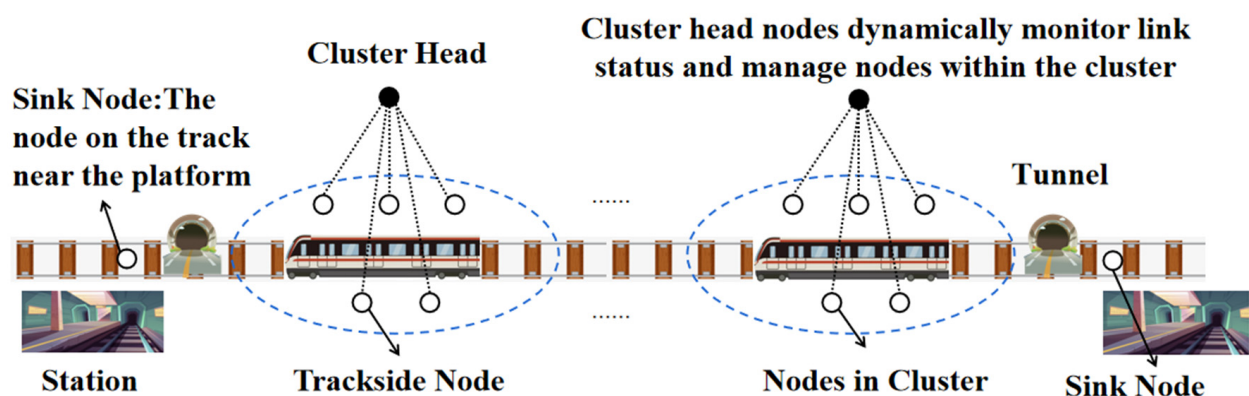 Cluster Head
Cluster head nodes dynamically monitor link
status and manage nodes within the cluster
Sink Node:The
node on the track
near the platform
Tunnel
......
......
......
......
Station
Trackside Node
Nodes in Cluster
Sink Node